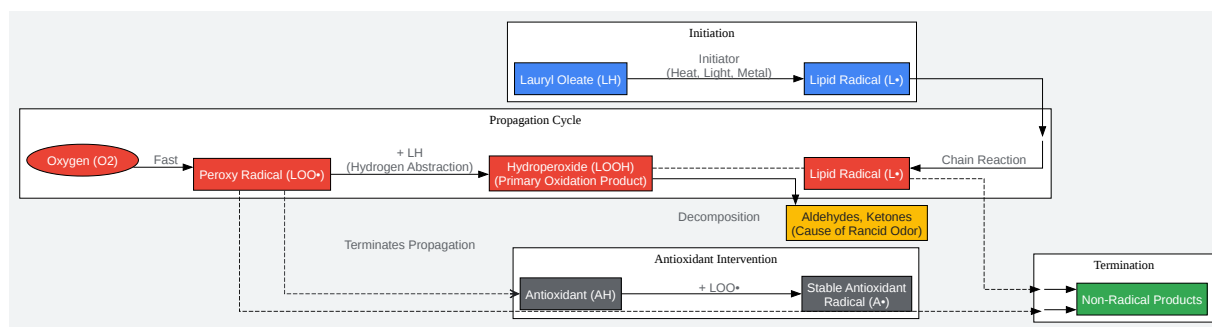 Initiation
Lauryl Oleate (LH)
Initiator
(Heat, Light, Metal)
Lipid Radical (L•)
Propagation Cycle
Oxygen (O2)
Fast
Peroxy Radical (LOO•)
+ LH
(Hydrogen Abstraction)
Hydroperoxide (LOOH)
(Primary Oxidation Product)
Lipid Radical (L•)
Chain Reaction
Decomposition
Aldehydes, Ketones
(Cause of Rancid Odor)
Terminates Propagation
Antioxidant Intervention
Antioxidant (AH)
+ LOO•
Stable Antioxidant
Radical (A•)
Termination
Non-Radical Products